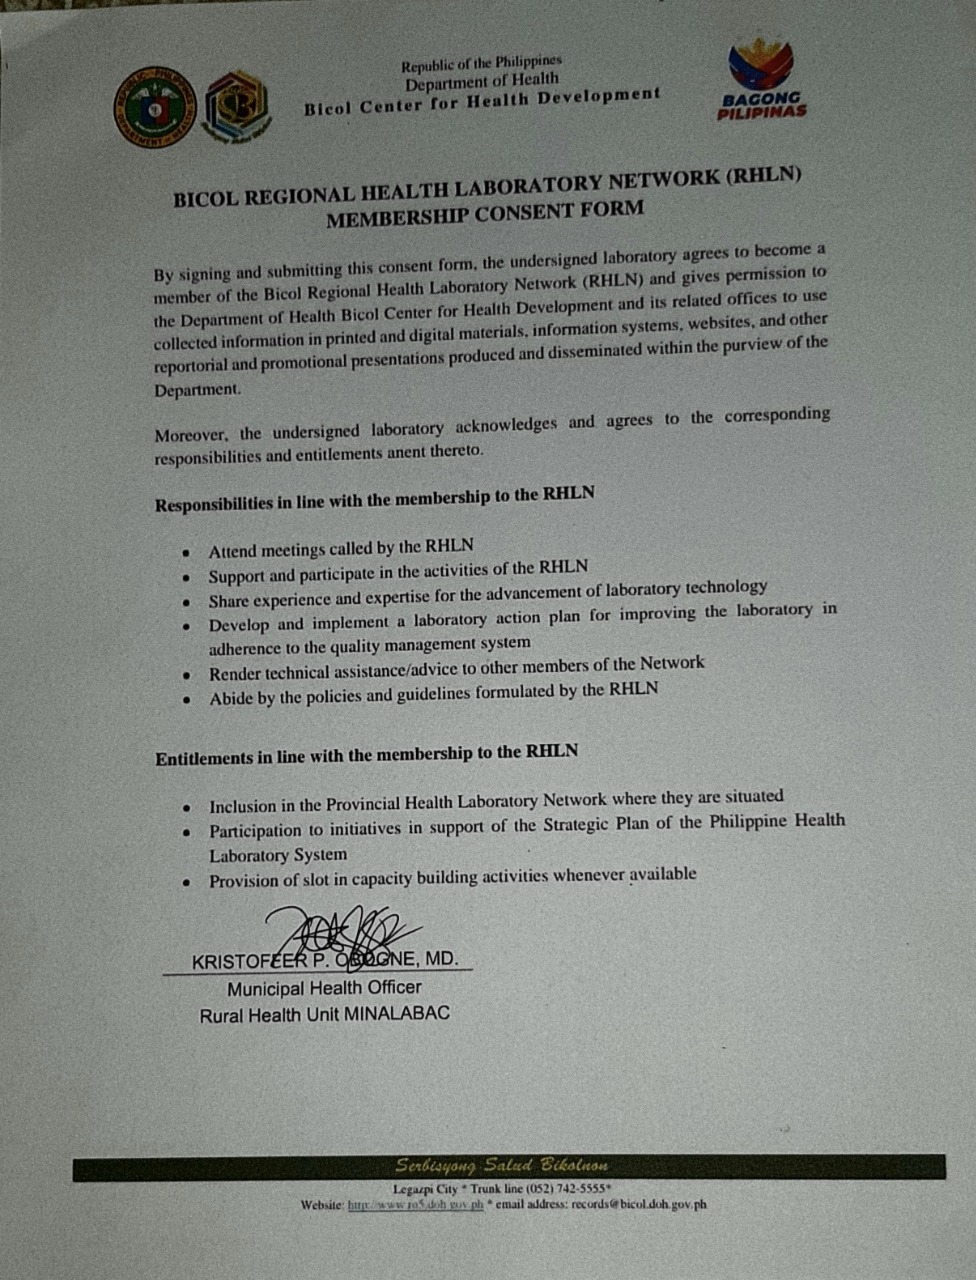 Republic of the Philippines
Department of Health
Bicol Center for Health Development
BAGONG
PILIPINAS
BICOL REGIONAL HEALTH LABORATORY NETWORK (RHLN)
MEMBERSHIP CONSENT FORM
By signing and submitting this consent form, the undersigned laboratory agrees to become a
member of the Bicol Regional Health Laboratory Network (RHLN) and gives permission to
the Department of Health Bicol Center for Health Development and its related offices to use
collected information in printed and digital materials, information systems, websites, and other
reportorial and promotional presentations produced and disseminated within the purview of the
Department.
Moreover, the undersigned laboratory acknowledges and agrees to the corresponding
responsibilities and entitlements anent thereto.
Responsibilities in line with the membership to the RHLN
• Attend meetings called by the RHLN
• Support and participate in the activities of the RHLN
• Share experience and expertise for the advancement of laboratory technology
• Develop and implement a laboratory action plan for improving the laboratory in
adherence to the quality management system
• Render technical assistance/advice to other members of the Network
• Abide by the policies and guidelines formulated by the RHLN
Entitlements in line with the membership to the RHLN
• Inclusion in the Provincial Health Laboratory Network where they are situated
• Participation to initiatives in support of the Strategic Plan of the Philippine Health
Laboratory System
• Provision of slot in capacity building activities whenever available
KRISTOFEER P. MD.
Municipal Health Officer
Rural Health Unit MINALABAC
Serbisyong Salud Bikolnon
Legazpi City * Trunk line (052) 742-5555*
Website: http://www.ro5.doh.gov.ph * email address: records@bicol.doh.gov.ph